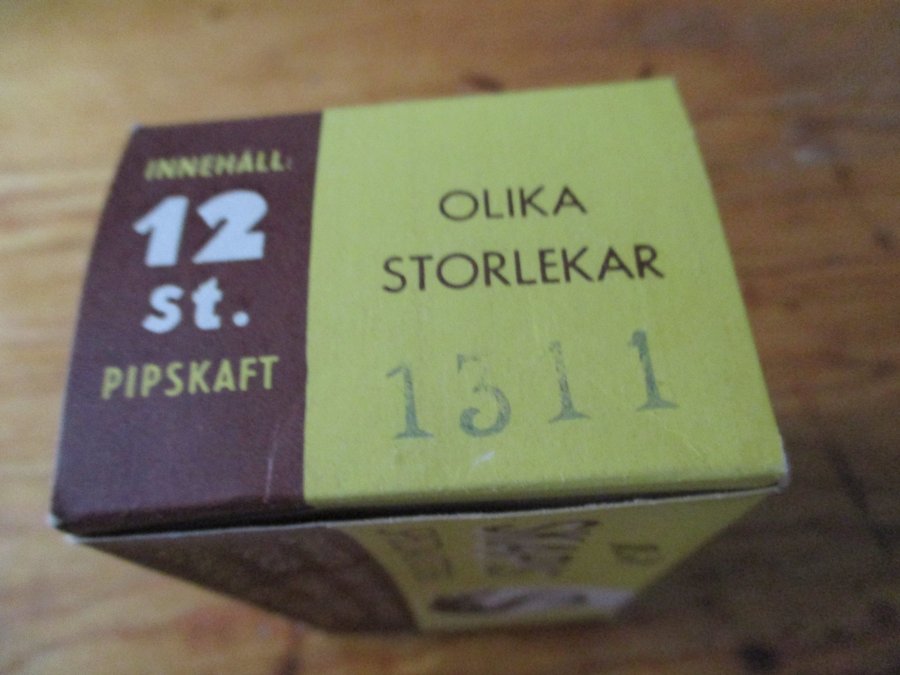 INNEHÅLL:
12
st.
PIPSKAFT
OLIKA
STORLEKAR
1311